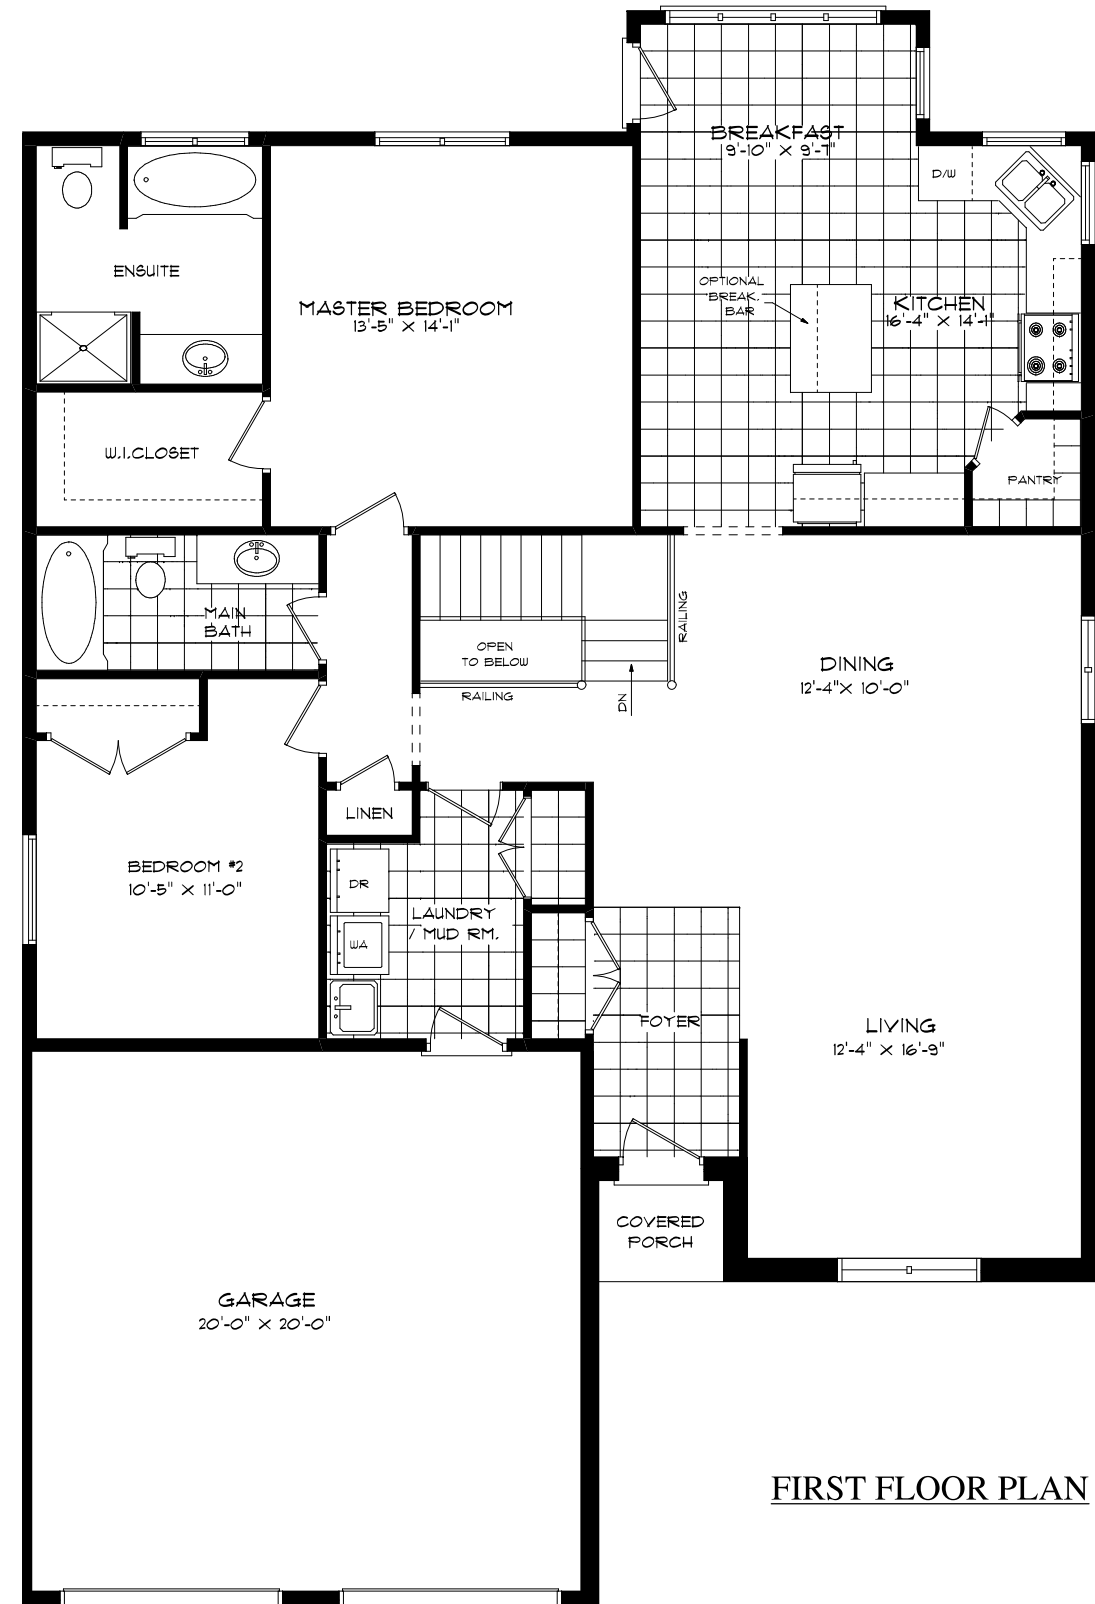 BREAKFAST
9'-10" X 9'-7"
D/W
ENSUITE
MASTER BEDROOM
13'-5" X 14'-1"
OPTIONAL
BREAK.
BAR
KITCHEN
16'-4" X 14'-1"
W.I.CLOSET
PANTRY
MAIN
BATH
OPEN
TO BELOW
RAILING
RAILING
DN
DINING
12'-4"X 10'-0"
LINEN
BEDROOM #2
10'-5" X 11'-0"
DR
LAUNDRY
/ MUD RM.
WA
FOYER
LIVING
12'-4" X 16'-9"
COVERED
PORCH
GARAGE
20'-0" X 20'-0"
FIRST FLOOR PLAN